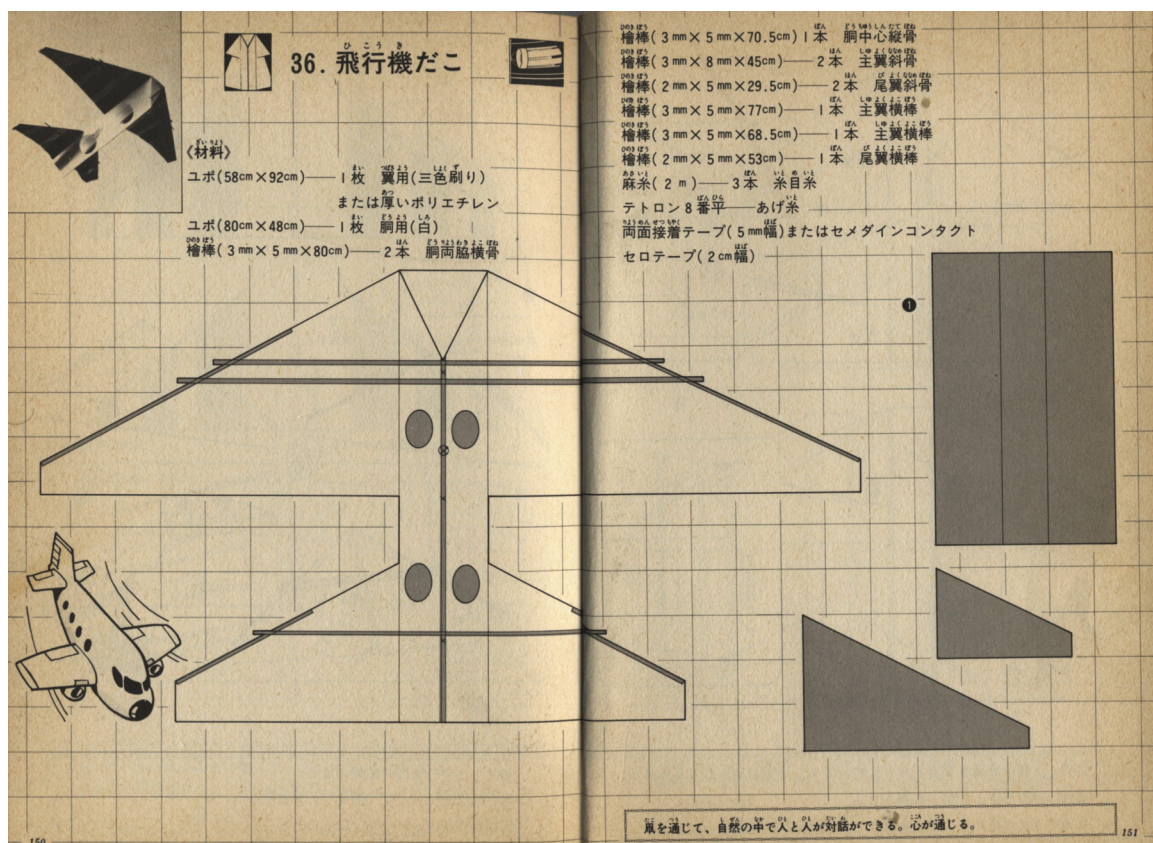 36. 飛行機だこ
《材料》
ユポ(58cm×92cm)──1枚 翼用(三色刷り)
または厚いポリエチレン
ユポ(80cm×48cm)──1枚 胴用(白)
檜棒(3mm×5mm×80cm)──2本 胴両脇横骨
檜棒(3mm×5mm×70.5cm)1本 胴中心縦骨
檜棒(3mm×8mm×45cm)──2本 主翼斜骨
檜棒(2mm×5mm×29.5cm)──2本 尾翼斜骨
檜棒(3mm×5mm×77cm)──1本 主翼横棒
檜棒(3mm×5mm×68.5cm)──1本 主翼横棒
檜棒(2mm×5mm×53cm)──1本 尾翼横棒
麻糸(2m)──3本 糸目糸
テトロン8番平──あげ糸
両面接着テープ(5mm幅)またはセメダインコンタクト
セロテープ(2cm幅)
❶
凧を通じて、自然の中で人と人が対話ができる。心が通じる。
150
151